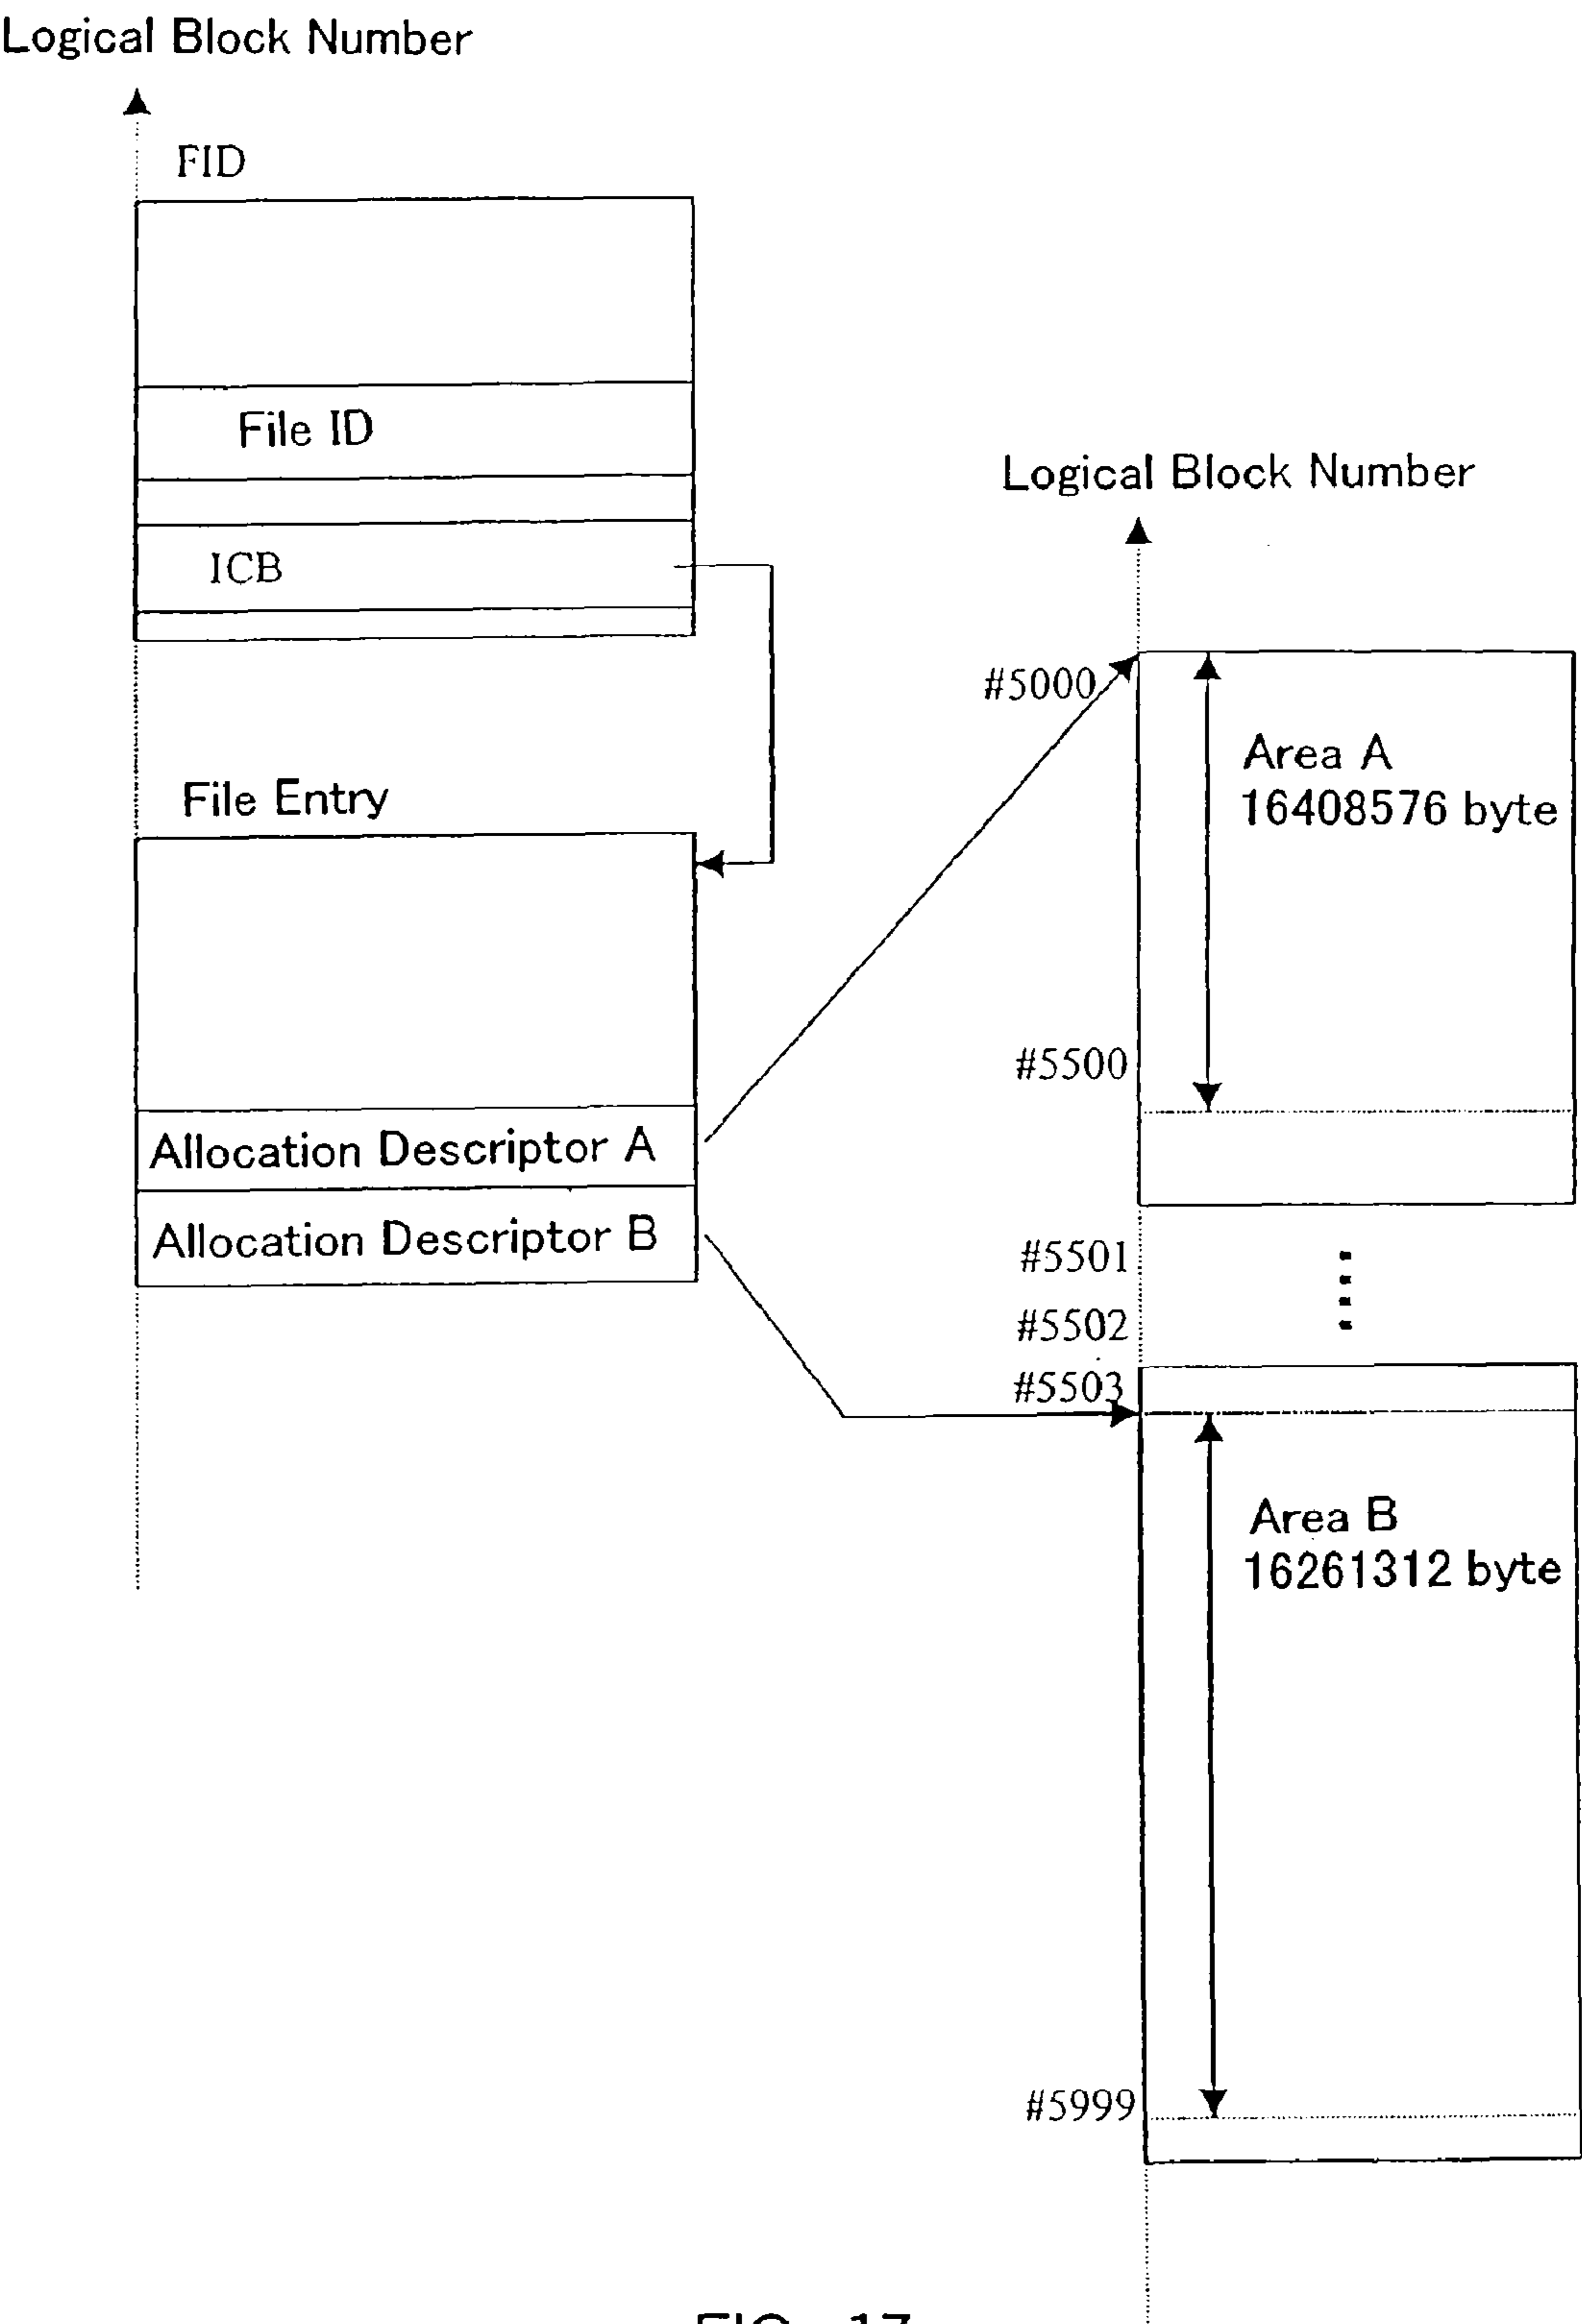 Logical Block Number
FID
File ID
ICB
File Entry
Allocation Descriptor A
Allocation Descriptor B
Logical Block Number
#5000
Area A
16408576 byte
#5500
#5501
#5502
#5503
Area B
16261312 byte
#5999